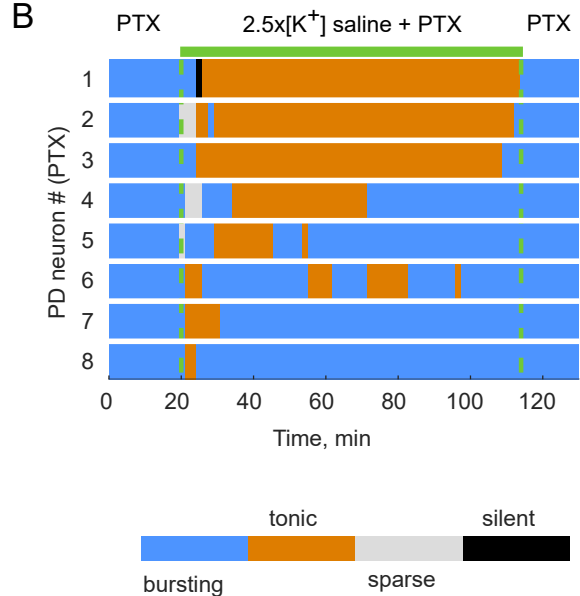 B
PTX 2.5x[K⁺] saline + PTX PTX
PD neuron # (PTX)
1
2
3
4
5
6
7
8
0 20 40 60 80 100 120
Time, min
tonic silent
bursting sparse